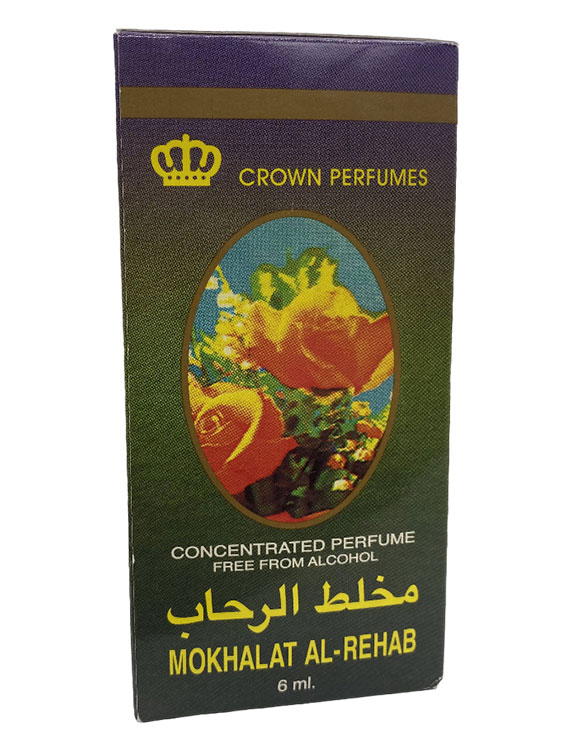 CROWN PERFUMES
CONCENTRATED PERFUME
FREE FROM ALCOHOL
مخلط الرحاب
MOKHALAT AL-REHAB
6 ml.